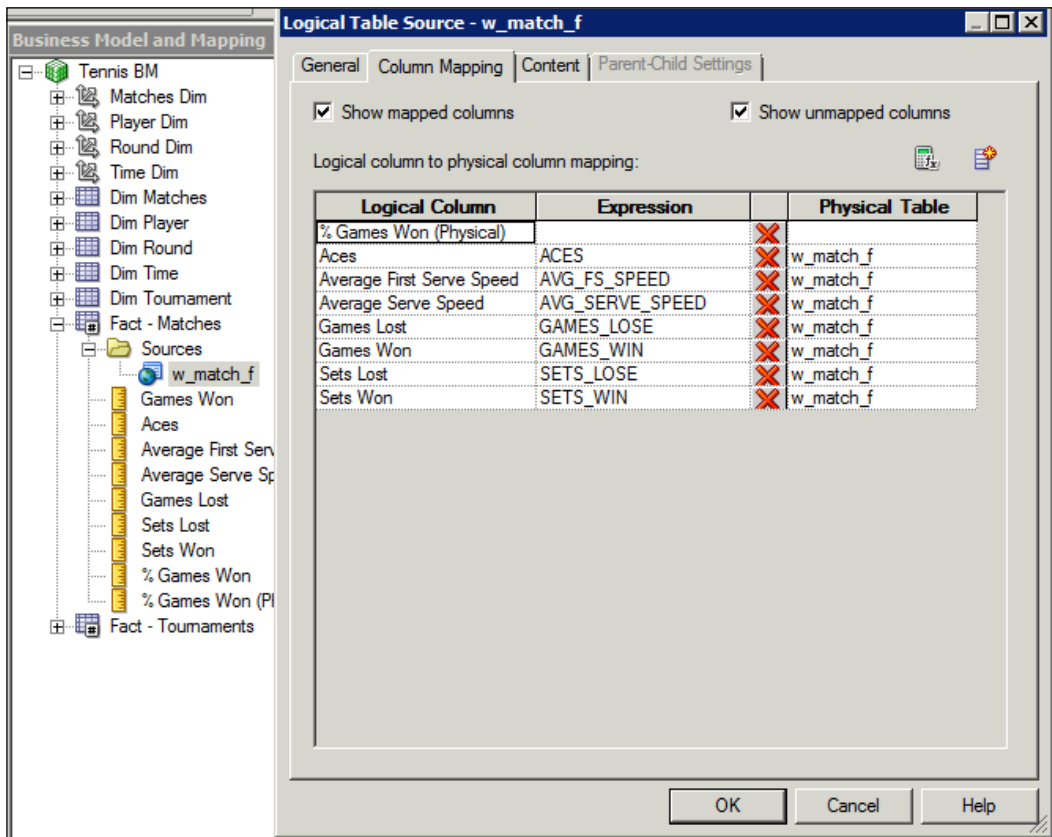 Business Model and Mapping
Tennis BM
Matches Dim
Player Dim
Round Dim
Time Dim
Dim Matches
Dim Player
Dim Round
Dim Time
Dim Tournament
Fact - Matches
Sources
w_match_f
Games Won
Aces
Average First Serv
Average Serve Sp
Games Lost
Sets Lost
Sets Won
% Games Won
% Games Won (Pl
Fact - Tournaments
Logical Table Source - w_match_f
General Column Mapping Content Parent-Child Settings
Show mapped columns Show unmapped columns
Logical column to physical column mapping:
Logical Column Expression Physical Table
% Games Won (Physical)
Aces ACES w_match_f
Average First Serve Speed AVG_FS_SPEED w_match_f
Average Serve Speed AVG_SERVE_SPEED w_match_f
Games Lost GAMES_LOSE w_match_f
Games Won GAMES_WIN w_match_f
Sets Lost SETS_LOSE w_match_f
Sets Won SETS_WIN w_match_f
OK Cancel Help